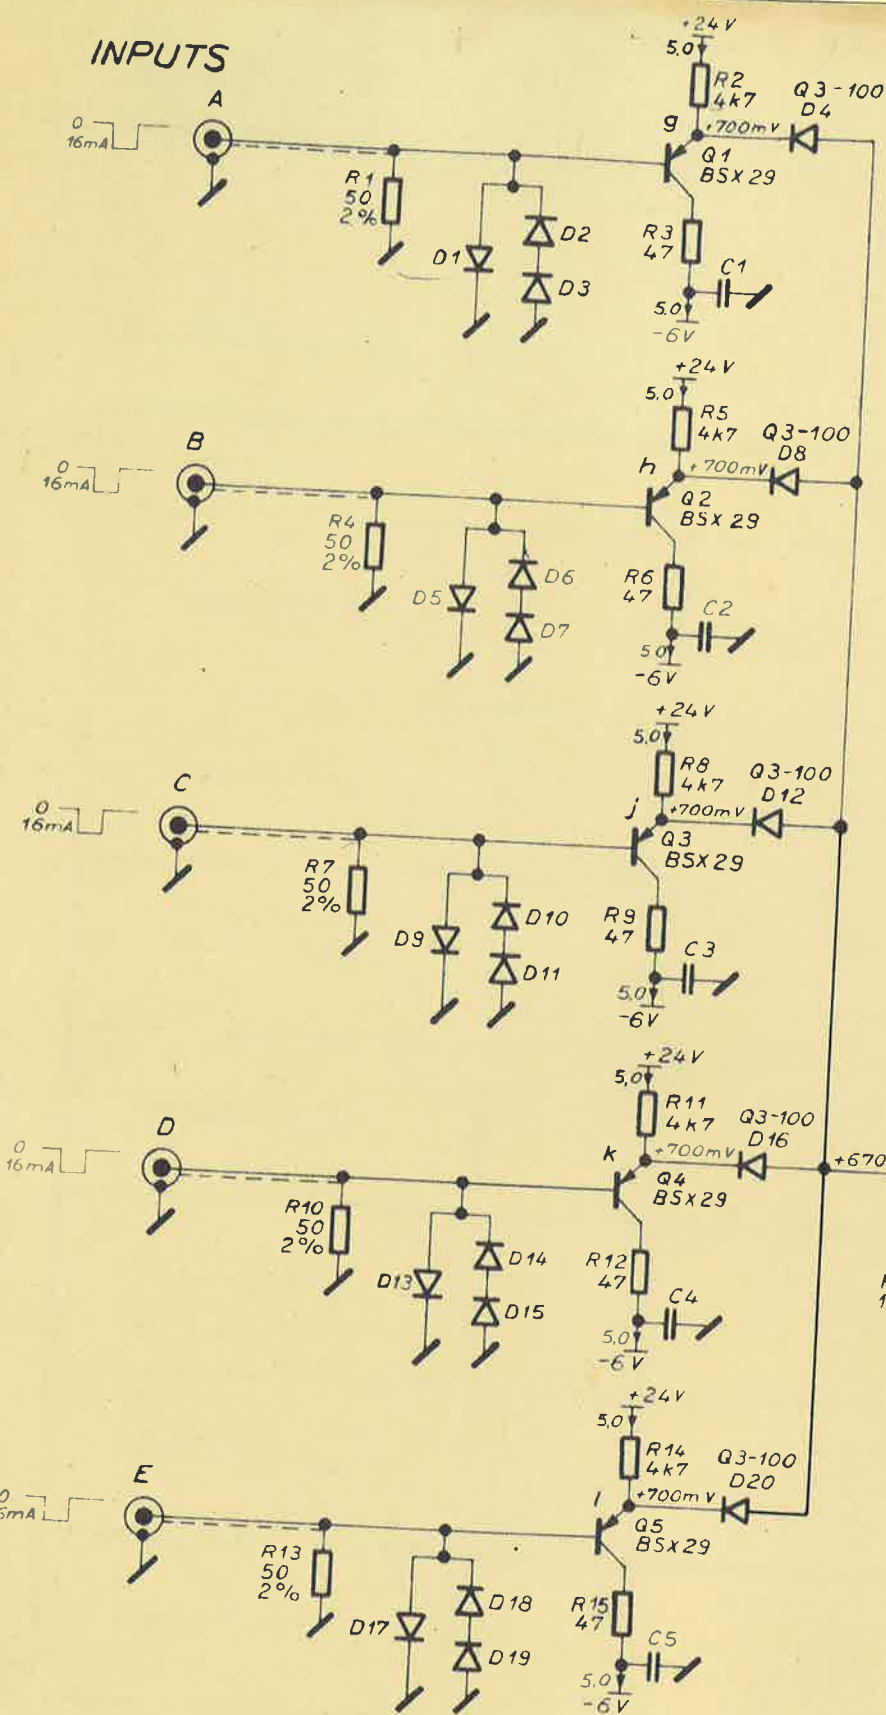 INPUTS
+24V
5,0
R2
4k7
Q3-100
D4
A
0
16mA
g
+700mV
Q1
BSX29
R1
50
2%
D1
D2
D3
R3
47
C1
5,0
-6V
+24V
5,0
R5
4k7
Q3-100
D8
B
0
16mA
h
+700mV
Q2
BSX29
R4
50
2%
D5
D6
D7
R6
47
C2
5,0
-6V
+24V
5,0
R8
4k7
Q3-100
D12
C
0
16mA
j
+700mV
Q3
BSX29
R7
50
2%
D9
D10
D11
R9
47
C3
5,0
-6V
+24V
5,0
R11
4k7
Q3-100
D16
D
0
16mA
k
+700mV
+670
Q4
BSX29
R10
50
2%
D13
D14
D15
R12
47
C4
5,0
-6V
+24V
5,0
R14
4k7
Q3-100
D20
E
0
6mA
l
+700mV
Q5
BSX29
R13
50
2%
D17
D18
D19
R15
47
C5
5,0
-6V